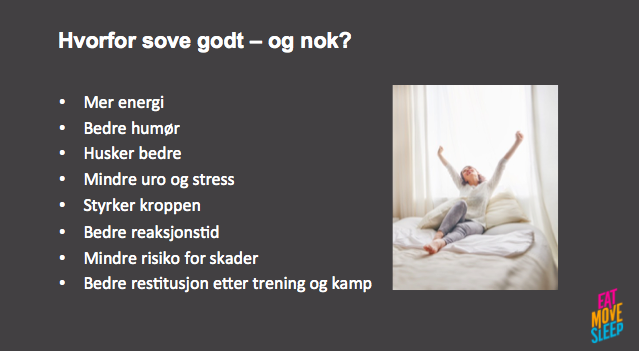 Hvorfor sove godt – og nok?
• Mer energi
• Bedre humør
• Husker bedre
• Mindre uro og stress
• Styrker kroppen
• Bedre reaksjonstid
• Mindre risiko for skader
• Bedre restitusjon etter trening og kamp
EAT
MOVE
SLEEP